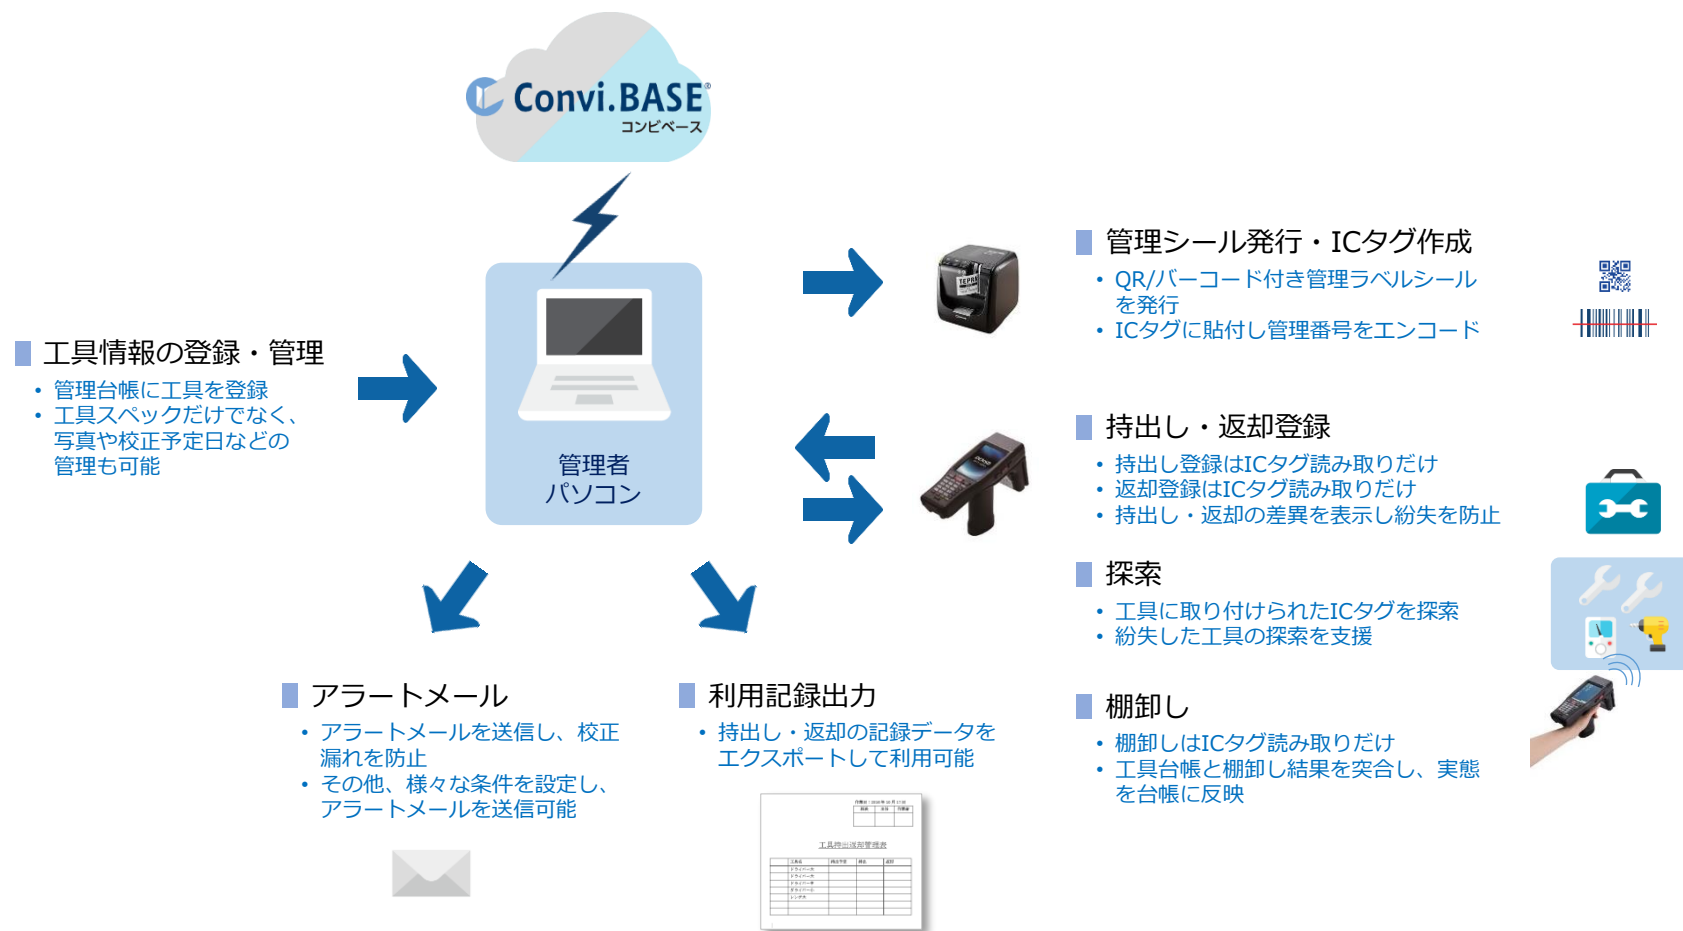 Convi.BASE®
コンビベース
管理者
パソコン
工具情報の登録・管理
• 管理台帳に工具を登録
• 工具スペックだけでなく、
写真や校正予定日などの
管理も可能
管理シール発行・ICタグ作成
• QR/バーコード付き管理ラベルシール
を発行
• ICタグに貼付し管理番号をエンコード
持出し・返却登録
• 持出し登録はICタグ読み取りだけ
• 返却登録はICタグ読み取りだけ
• 持出し・返却の差異を表示し紛失を防止
探索
• 工具に取り付けられたICタグを探索
• 紛失した工具の探索を支援
棚卸し
• 棚卸しはICタグ読み取りだけ
• 工具台帳と棚卸し結果を突合し、実態
を台帳に反映
アラートメール
• アラートメールを送信し、校正
漏れを防止
• その他、様々な条件を設定し、
アラートメールを送信可能
利用記録出力
• 持出し・返却の記録データを
エクスポートして利用可能
工具持出返却管理表
TEPRA